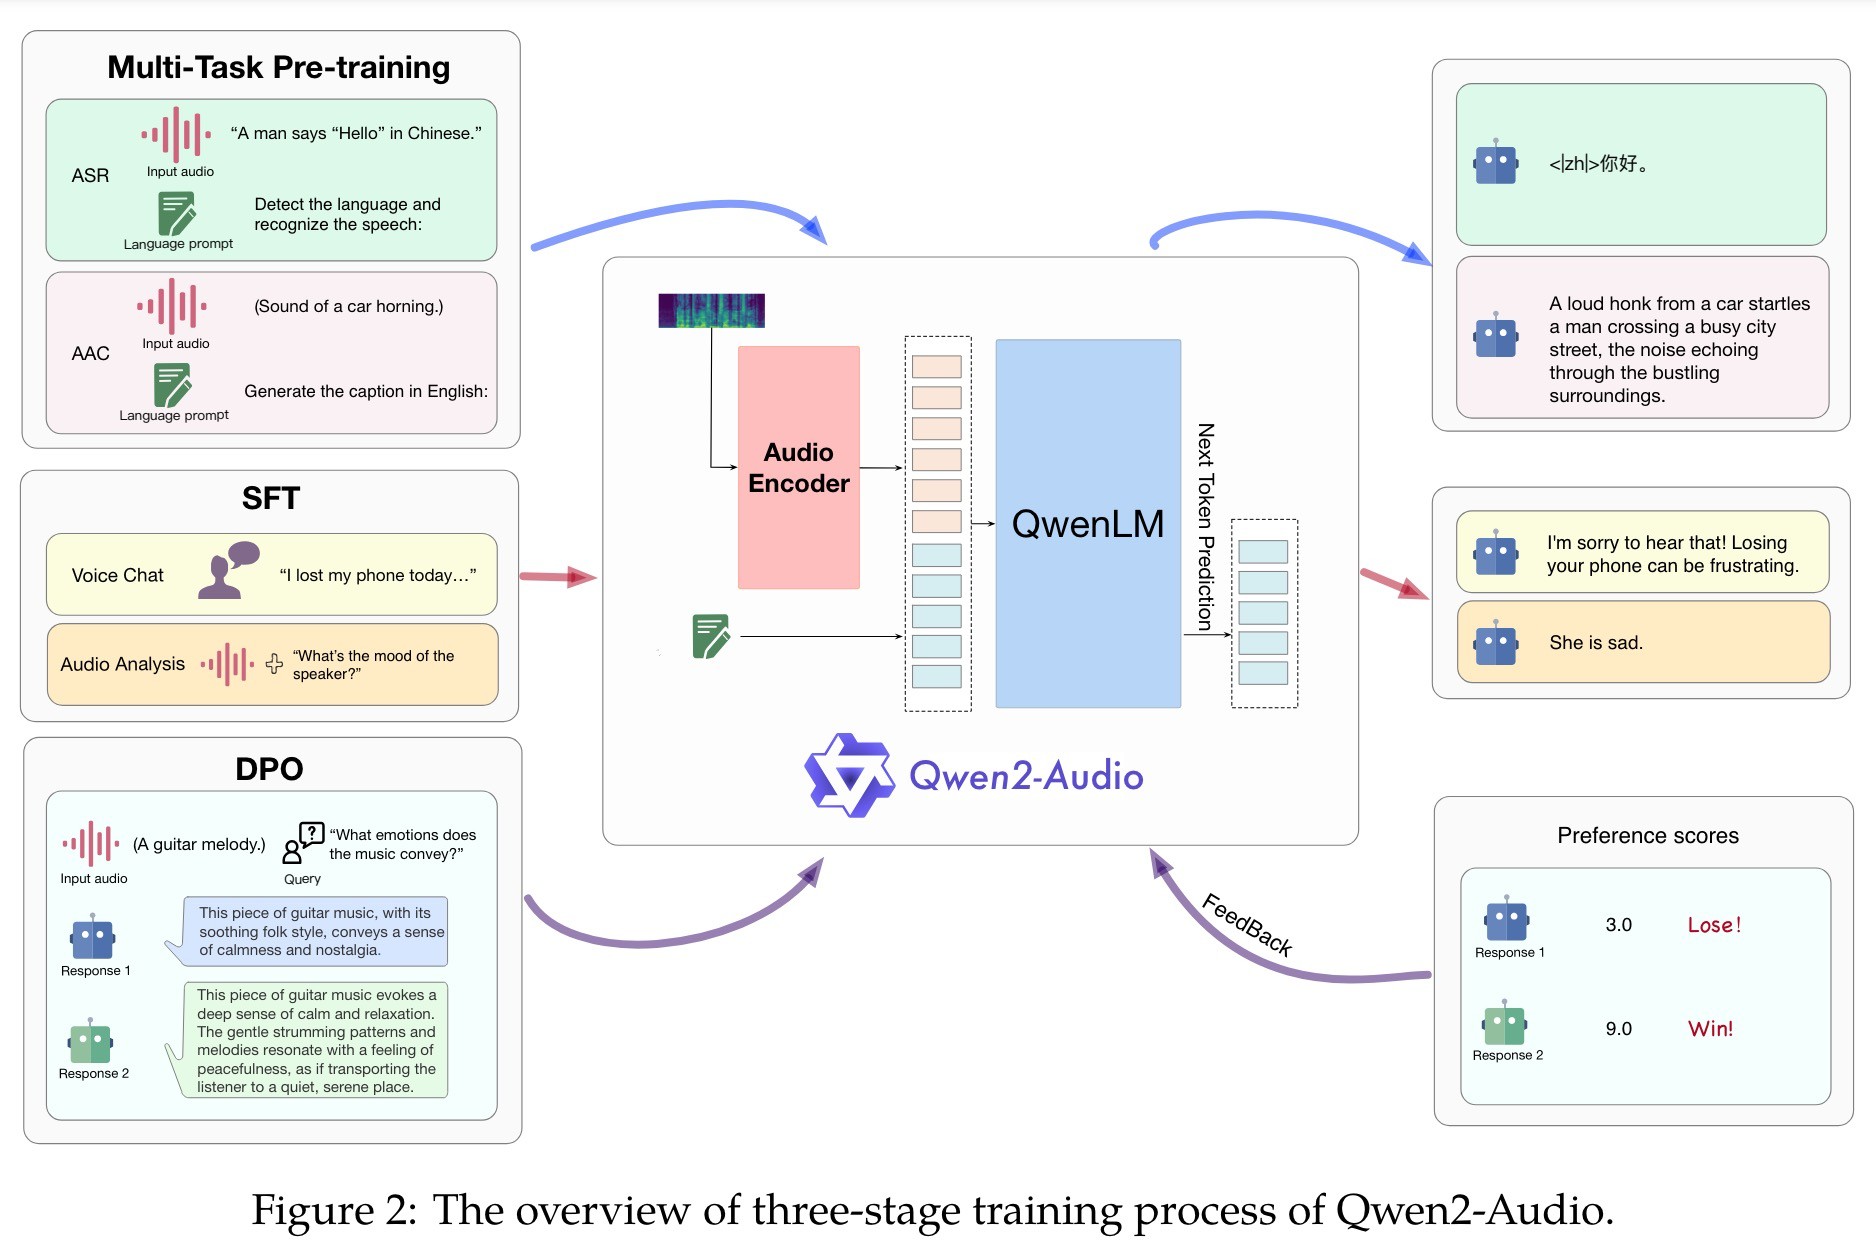 Multi-Task Pre-training
ASR
Input audio
“A man says “Hello” in Chinese.”
Language prompt
Detect the language and
recognize the speech:
AAC
Input audio
(Sound of a car horning.)
Language prompt
Generate the caption in English:
SFT
Voice Chat
“I lost my phone today…”
Audio Analysis
“What’s the mood of the
speaker?”
DPO
Input audio
(A guitar melody.)
Query
“What emotions does
the music convey?”
Response 1
This piece of guitar music, with its
soothing folk style, conveys a sense
of calmness and nostalgia.
Response 2
This piece of guitar music evokes a
deep sense of calm and relaxation.
The gentle strumming patterns and
melodies resonate with a feeling of
peacefulness, as if transporting the
listener to a quiet, serene place.
Audio
Encoder
QwenLM
Next Token Prediction
Qwen2-Audio
<|zh|>你好。
A loud honk from a car startles
a man crossing a busy city
street, the noise echoing
through the bustling
surroundings.
I'm sorry to hear that! Losing
your phone can be frustrating.
She is sad.
FeedBack
Preference scores
Response 1
3.0
Lose!
Response 2
9.0
Win!
Figure 2: The overview of three-stage training process of Qwen2-Audio.